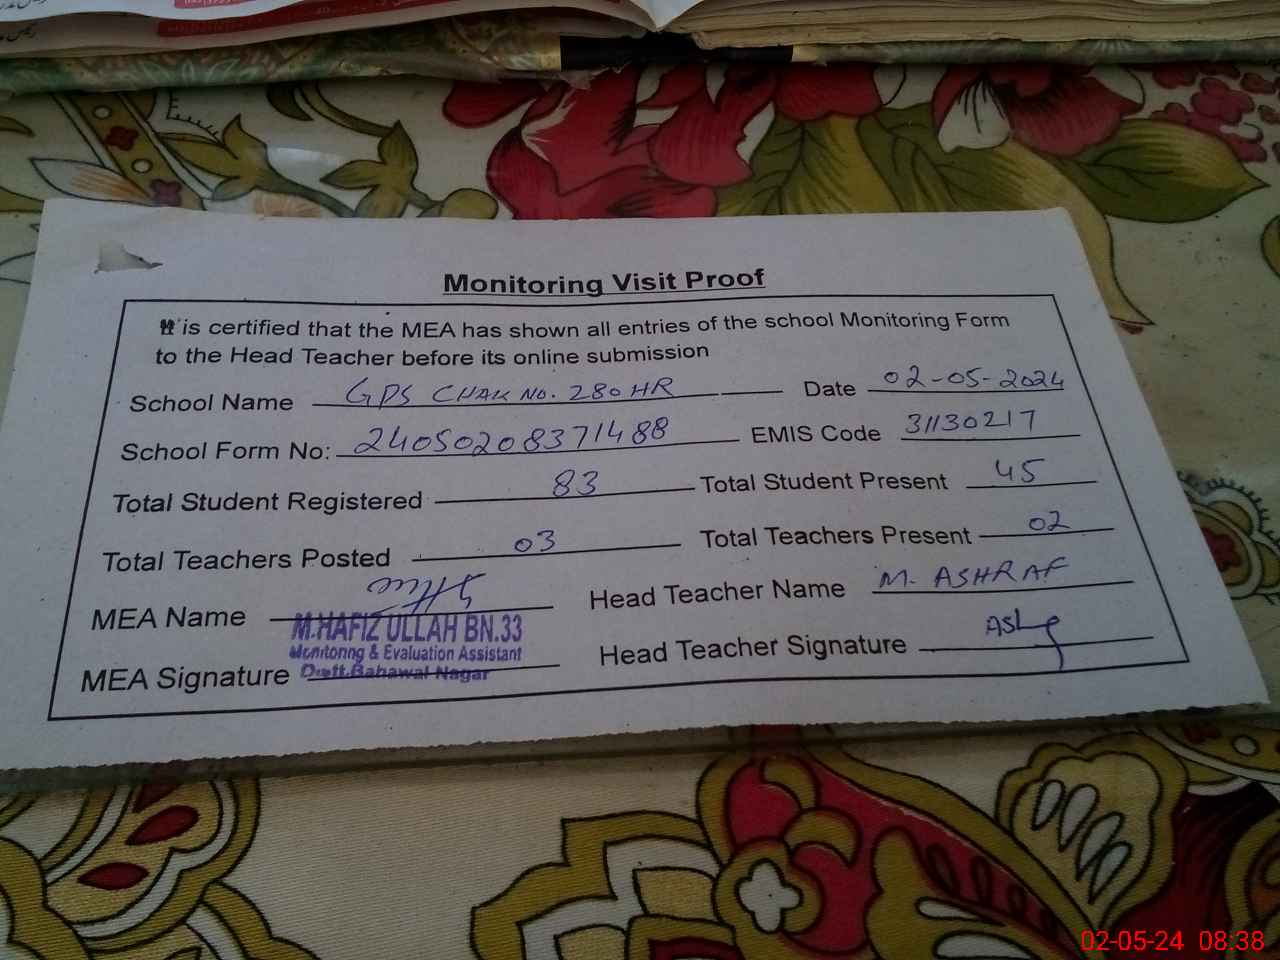 Monitoring Visit Proof
It is certified that the MEA has shown all entries of the school Monitoring Form
to the Head Teacher before its online submission
School Name GPS CHAK NO. 280 HR Date 02-05-2024
School Form No: 24050208371488 EMIS Code 31130217
Total Student Registered 83 Total Student Present 45
Total Teachers Posted 03 Total Teachers Present 02
MEA Name Head Teacher Name M. ASHRAF
M.HAFIZ ULLAH BN.33
Monitoring & Evaluation Assistant
Distt.Bahawal Nagar
MEA Signature Head Teacher Signature
02-05-24 08:38